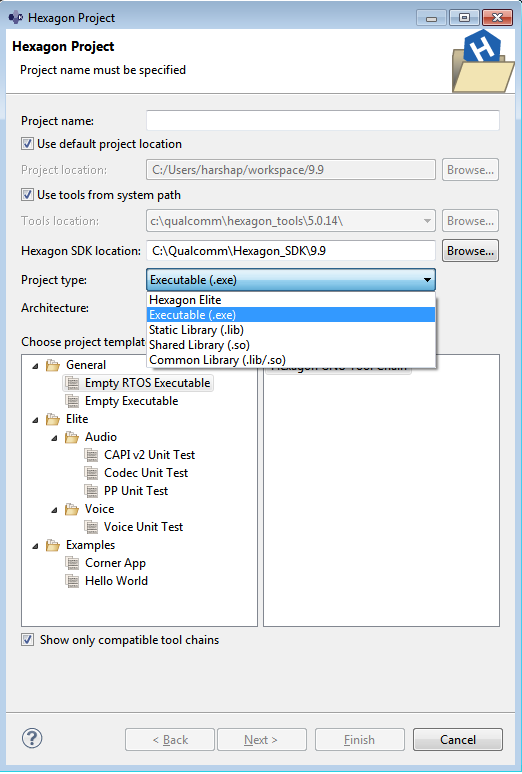 Hexagon Project
Hexagon Project
Project name must be specified
Project name:
Use default project location
Project location: C:/Users/harshap/workspace/9.9 Browse...
Use tools from system path
Tools location: c:\qualcomm\hexagon_tools\5.0.14\ Browse...
Hexagon SDK location: C:\Qualcomm\Hexagon_SDK\9.9 Browse...
Project type: Executable (.exe)
Hexagon Elite
Architecture: Executable (.exe)
Static Library (.lib)
Choose project templat Shared Library (.so)
Common Library (.lib/.so)
General
Empty RTOS Executable
Empty Executable
Elite
Audio
CAPI v2 Unit Test
Codec Unit Test
PP Unit Test
Voice
Voice Unit Test
Examples
Corner App
Hello World
Show only compatible tool chains
? < Back Next > Finish Cancel